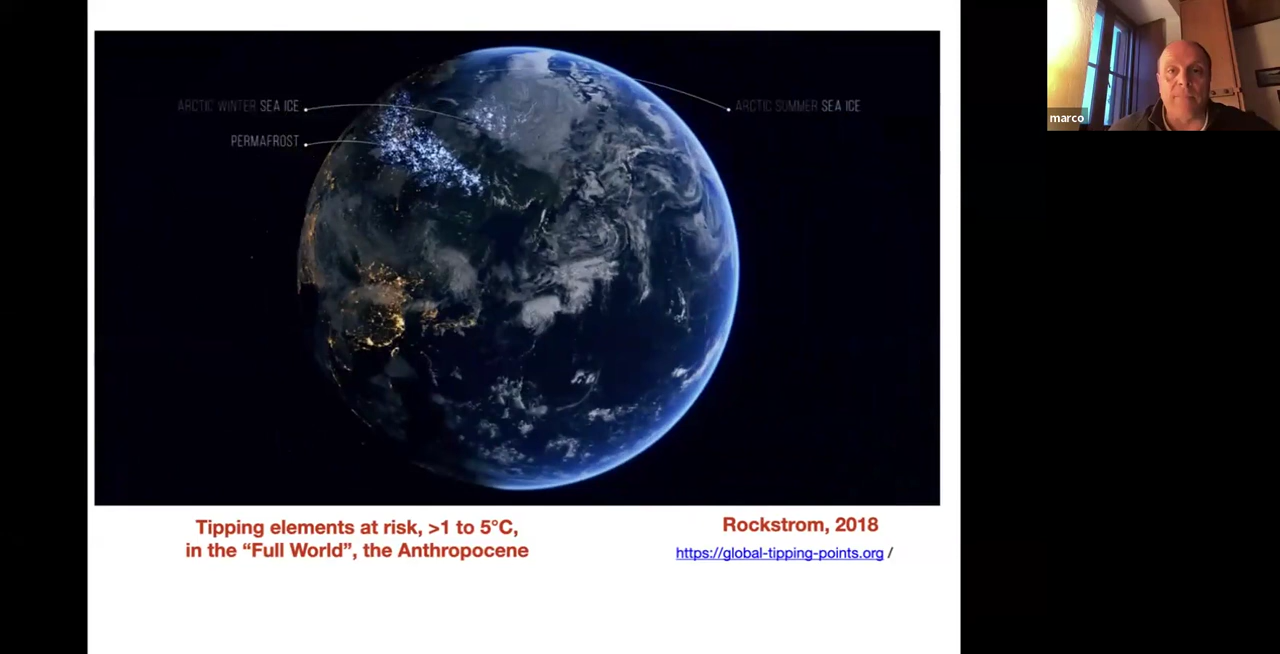 ARCTIC WINTER SEA ICE
ARCTIC SUMMER SEA ICE
PERMAFROST
marco
Tipping elements at risk, >1 to 5°C,
in the “Full World”, the Anthropocene
Rockstrom, 2018
https://global-tipping-points.org /